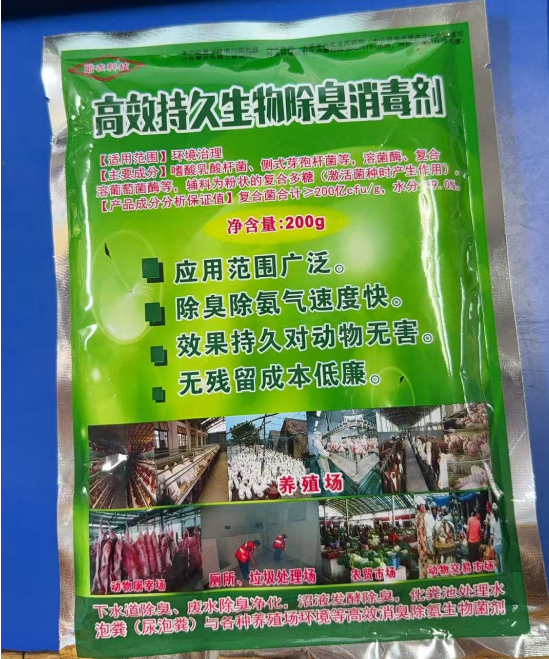 助农科技
高效持久生物除臭消毒剂
【适用范围】环境治理
【主要成分】嗜酸乳酸杆菌、侧式芽孢杆菌等,溶菌酶、复合
溶葡萄菌酶等,辅料为粉状的复合多糖(激活菌种时产生作用)。
【产品成分分析保证值】复合菌合计≥200亿cfu/g,水分≤9.0%。
净含量:200g
应用范围广泛。
除臭除氨气速度快。
效果持久对动物无害。
无残留成本低廉。
养殖场
动物屠宰场
厕所、垃圾处理场
农贸市场
动物交易市场
下水道除臭、废水除臭净化,沼液发酵除臭,化粪池处理水
泡粪(尿泡粪)与各种养殖场环境等高效消臭除氨生物菌剂